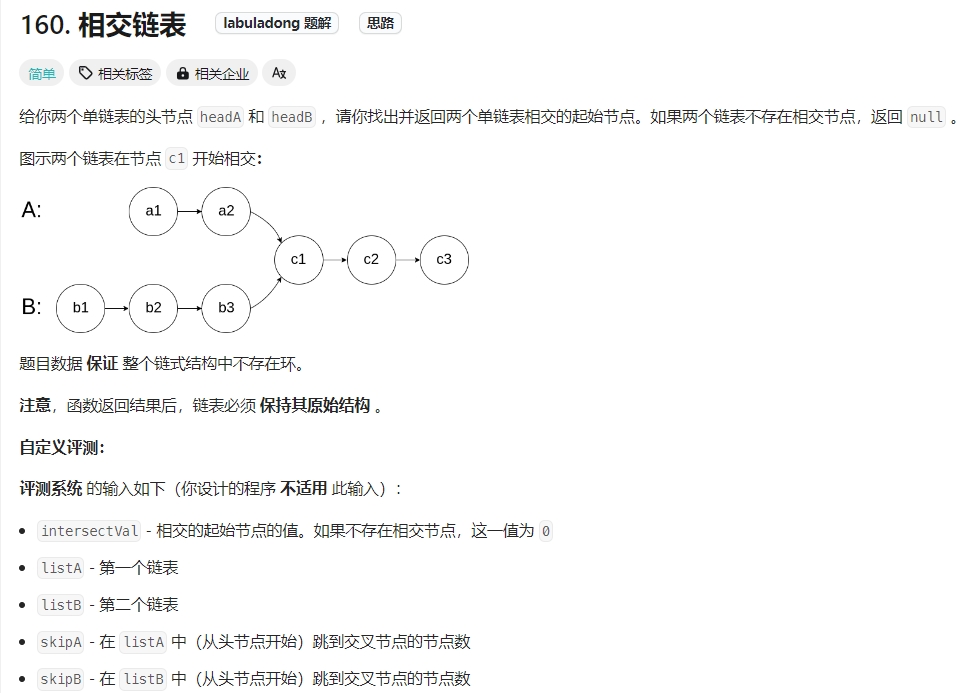 160. 相交链表 labuladong 题解 思路
简单 相关标签 相关企业 Ax
给你两个单链表的头节点 headA 和 headB ，请你找出并返回两个单链表相交的起始节点。如果两个链表不存在相交节点，返回 null 。
图示两个链表在节点 c1 开始相交：
A: a1 a2
c1 c2 c3
B: b1 b2 b3
题目数据 保证 整个链式结构中不存在环。
注意，函数返回结果后，链表必须 保持其原始结构 。
自定义评测：
评测系统 的输入如下（你设计的程序 不适用 此输入）：
• intersectVal - 相交的起始节点的值。如果不存在相交节点，这一值为 0
• listA - 第一个链表
• listB - 第二个链表
• skipA - 在 listA 中（从头节点开始）跳到交叉节点的节点数
• skipB - 在 listB 中（从头节点开始）跳到交叉节点的节点数